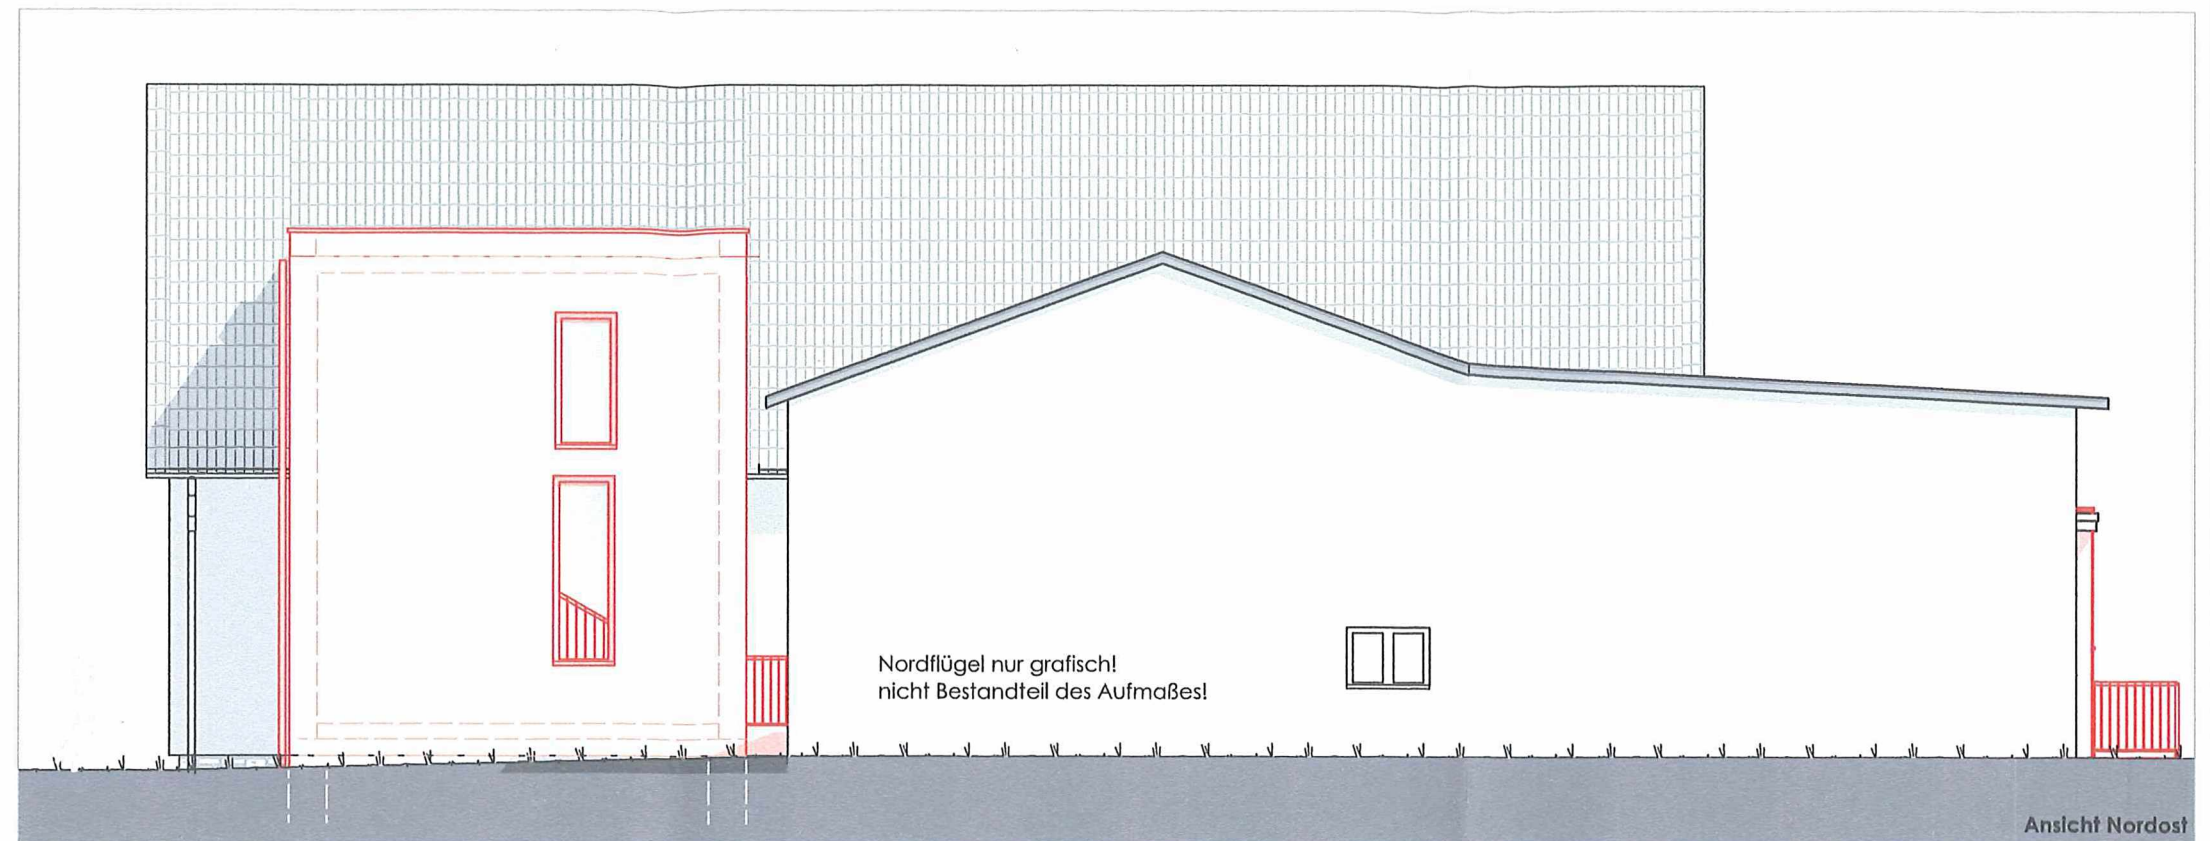 Nordflügel nur grafisch!
nicht Bestandteil des Aufmaßes!
Ansicht Nordost